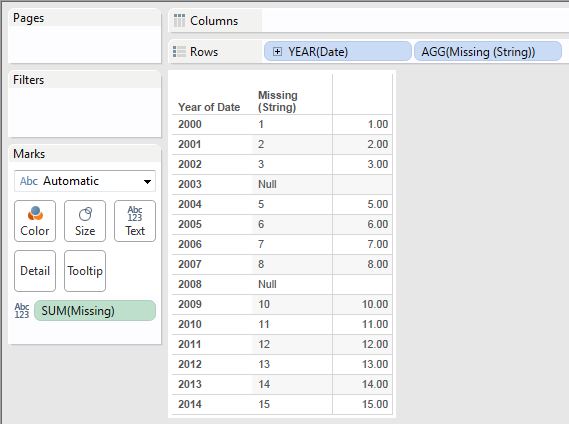 Pages
Columns
Rows
YEAR(Date)
AGG(Missing (String))
Filters
Marks
Abc Automatic
Color
Size
Abc
123
Text
Detail
Tooltip
Abc
123
SUM(Missing)
Year of Date
Missing
(String)
2000 1 1.00
2001 2 2.00
2002 3 3.00
2003 Null
2004 5 5.00
2005 6 6.00
2006 7 7.00
2007 8 8.00
2008 Null
2009 10 10.00
2010 11 11.00
2011 12 12.00
2012 13 13.00
2013 14 14.00
2014 15 15.00